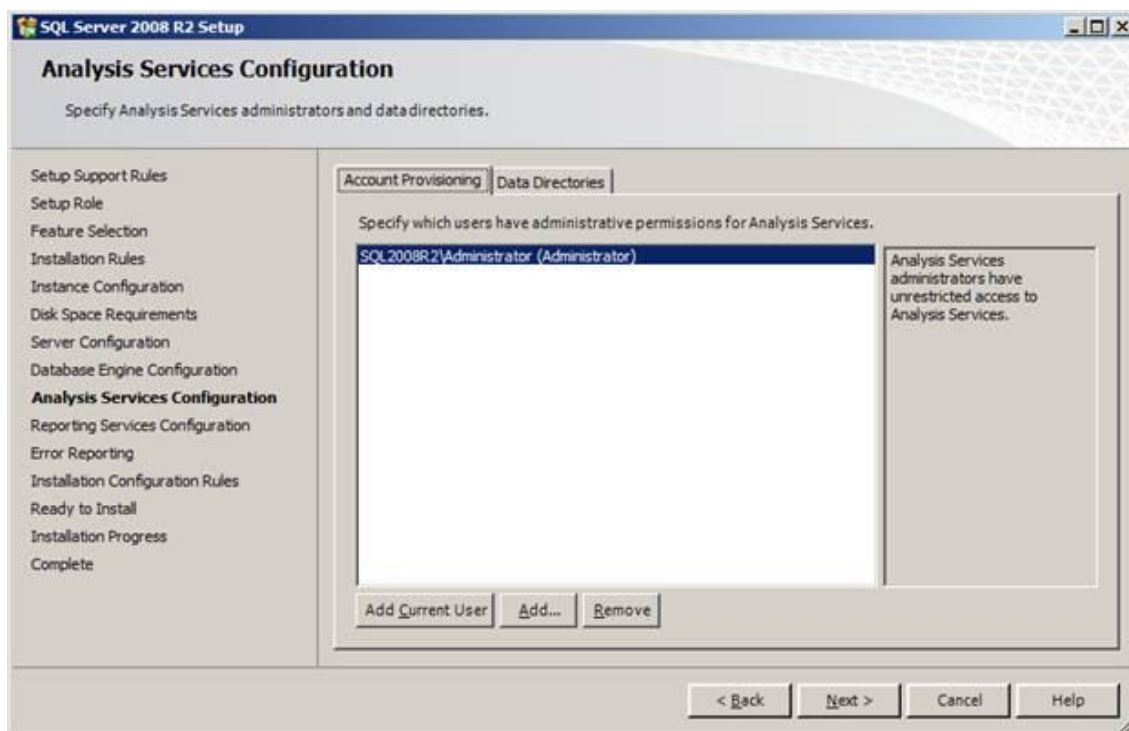 SQL Server 2008 R2 Setup
Analysis Services Configuration
Specify Analysis Services administrators and data directories.
Setup Support Rules
Setup Role
Feature Selection
Installation Rules
Instance Configuration
Disk Space Requirements
Server Configuration
Database Engine Configuration
Analysis Services Configuration
Reporting Services Configuration
Error Reporting
Installation Configuration Rules
Ready to Install
Installation Progress
Complete
Account Provisioning Data Directories
Specify which users have administrative permissions for Analysis Services.
SQL2008R2\Administrator (Administrator)
Analysis Services
administrators have
unrestricted access to
Analysis Services.
Add Current User Add... Remove
< Back Next > Cancel Help